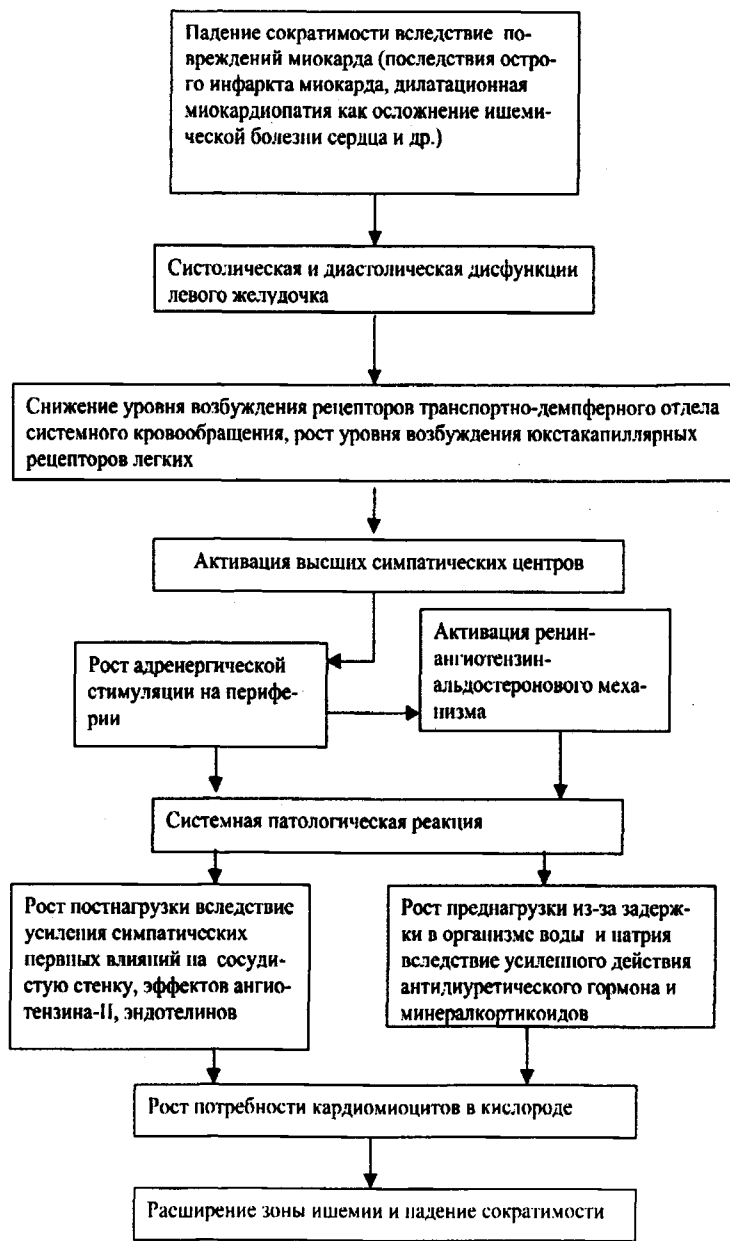 Падение сократимости вследствие по-
вреждений миокарда (последствия остро-
го инфаркта миокарда, дилатационная
миокардиопатия как осложнение ишеми-
ческой болезни сердца и др.)
Систолическая и диастолическая дисфункции
левого желудочка
Снижение уровня возбуждения рецепторов транспортно-демпферного отдела
системного кровообращения, рост уровня возбуждения юкстакапиллярных
рецепторов легких
Активация высших симпатических центров
Рост адренергической
стимуляции на перифе-
рии
Активация ренин-
ангиотензин-
альдостеронового меха-
низма
Системная патологическая реакция
Рост постнагрузки вследствие
усиления симпатических
нервных влияний на сосуди-
стую стенку, эффектов ангио-
тензина-II, эндотелинов
Рост преднагрузки из-за задерж-
ки в организме воды и натрия
вследствие усиленного действия
антидиуретического гормона и
минералкортикоидов
Рост потребности кардиомиоцитов в кислороде
Расширение зоны ишемии и падение сократимости